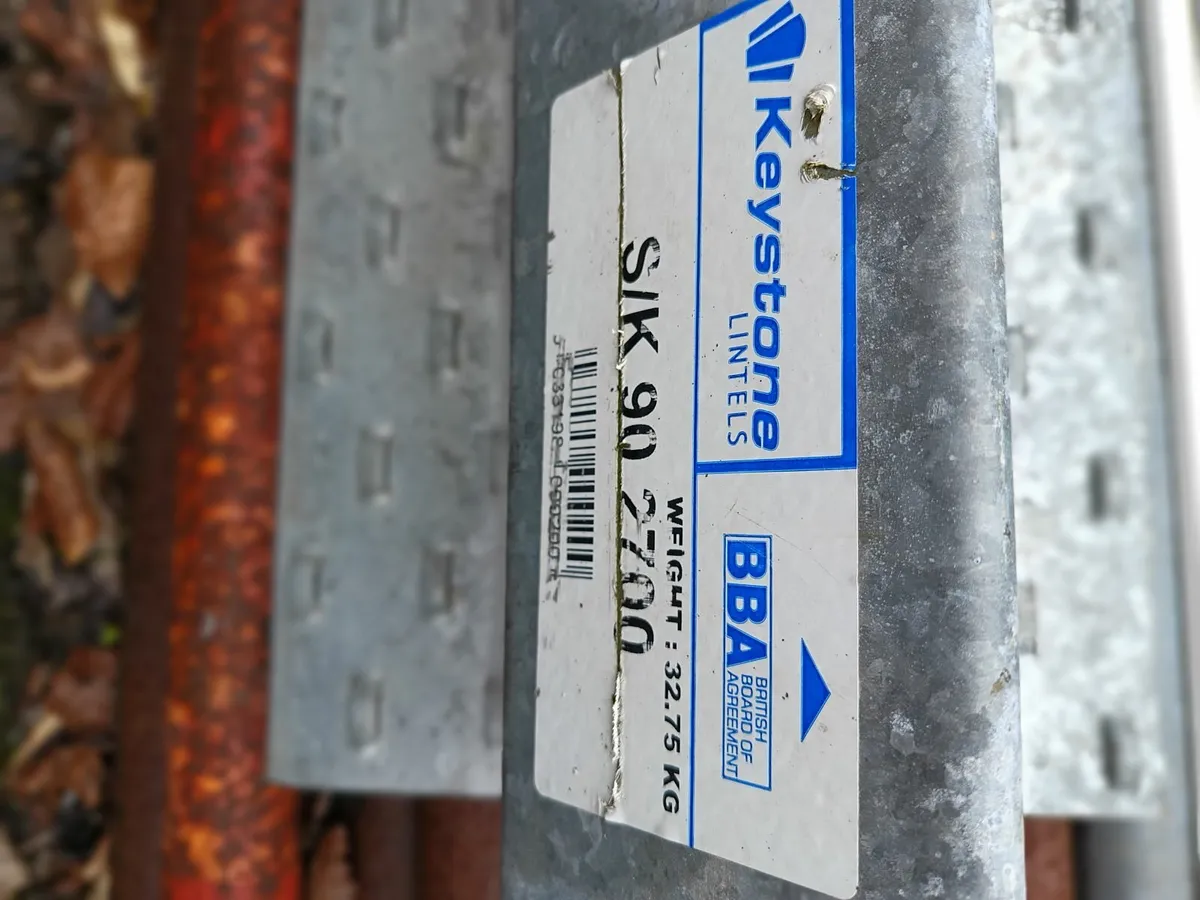 Keystone
LINTELS
BBA
BRITISH
BOARD OF
AGREEMENT
WEIGHT : 32.75 KG
S/K 90 2700